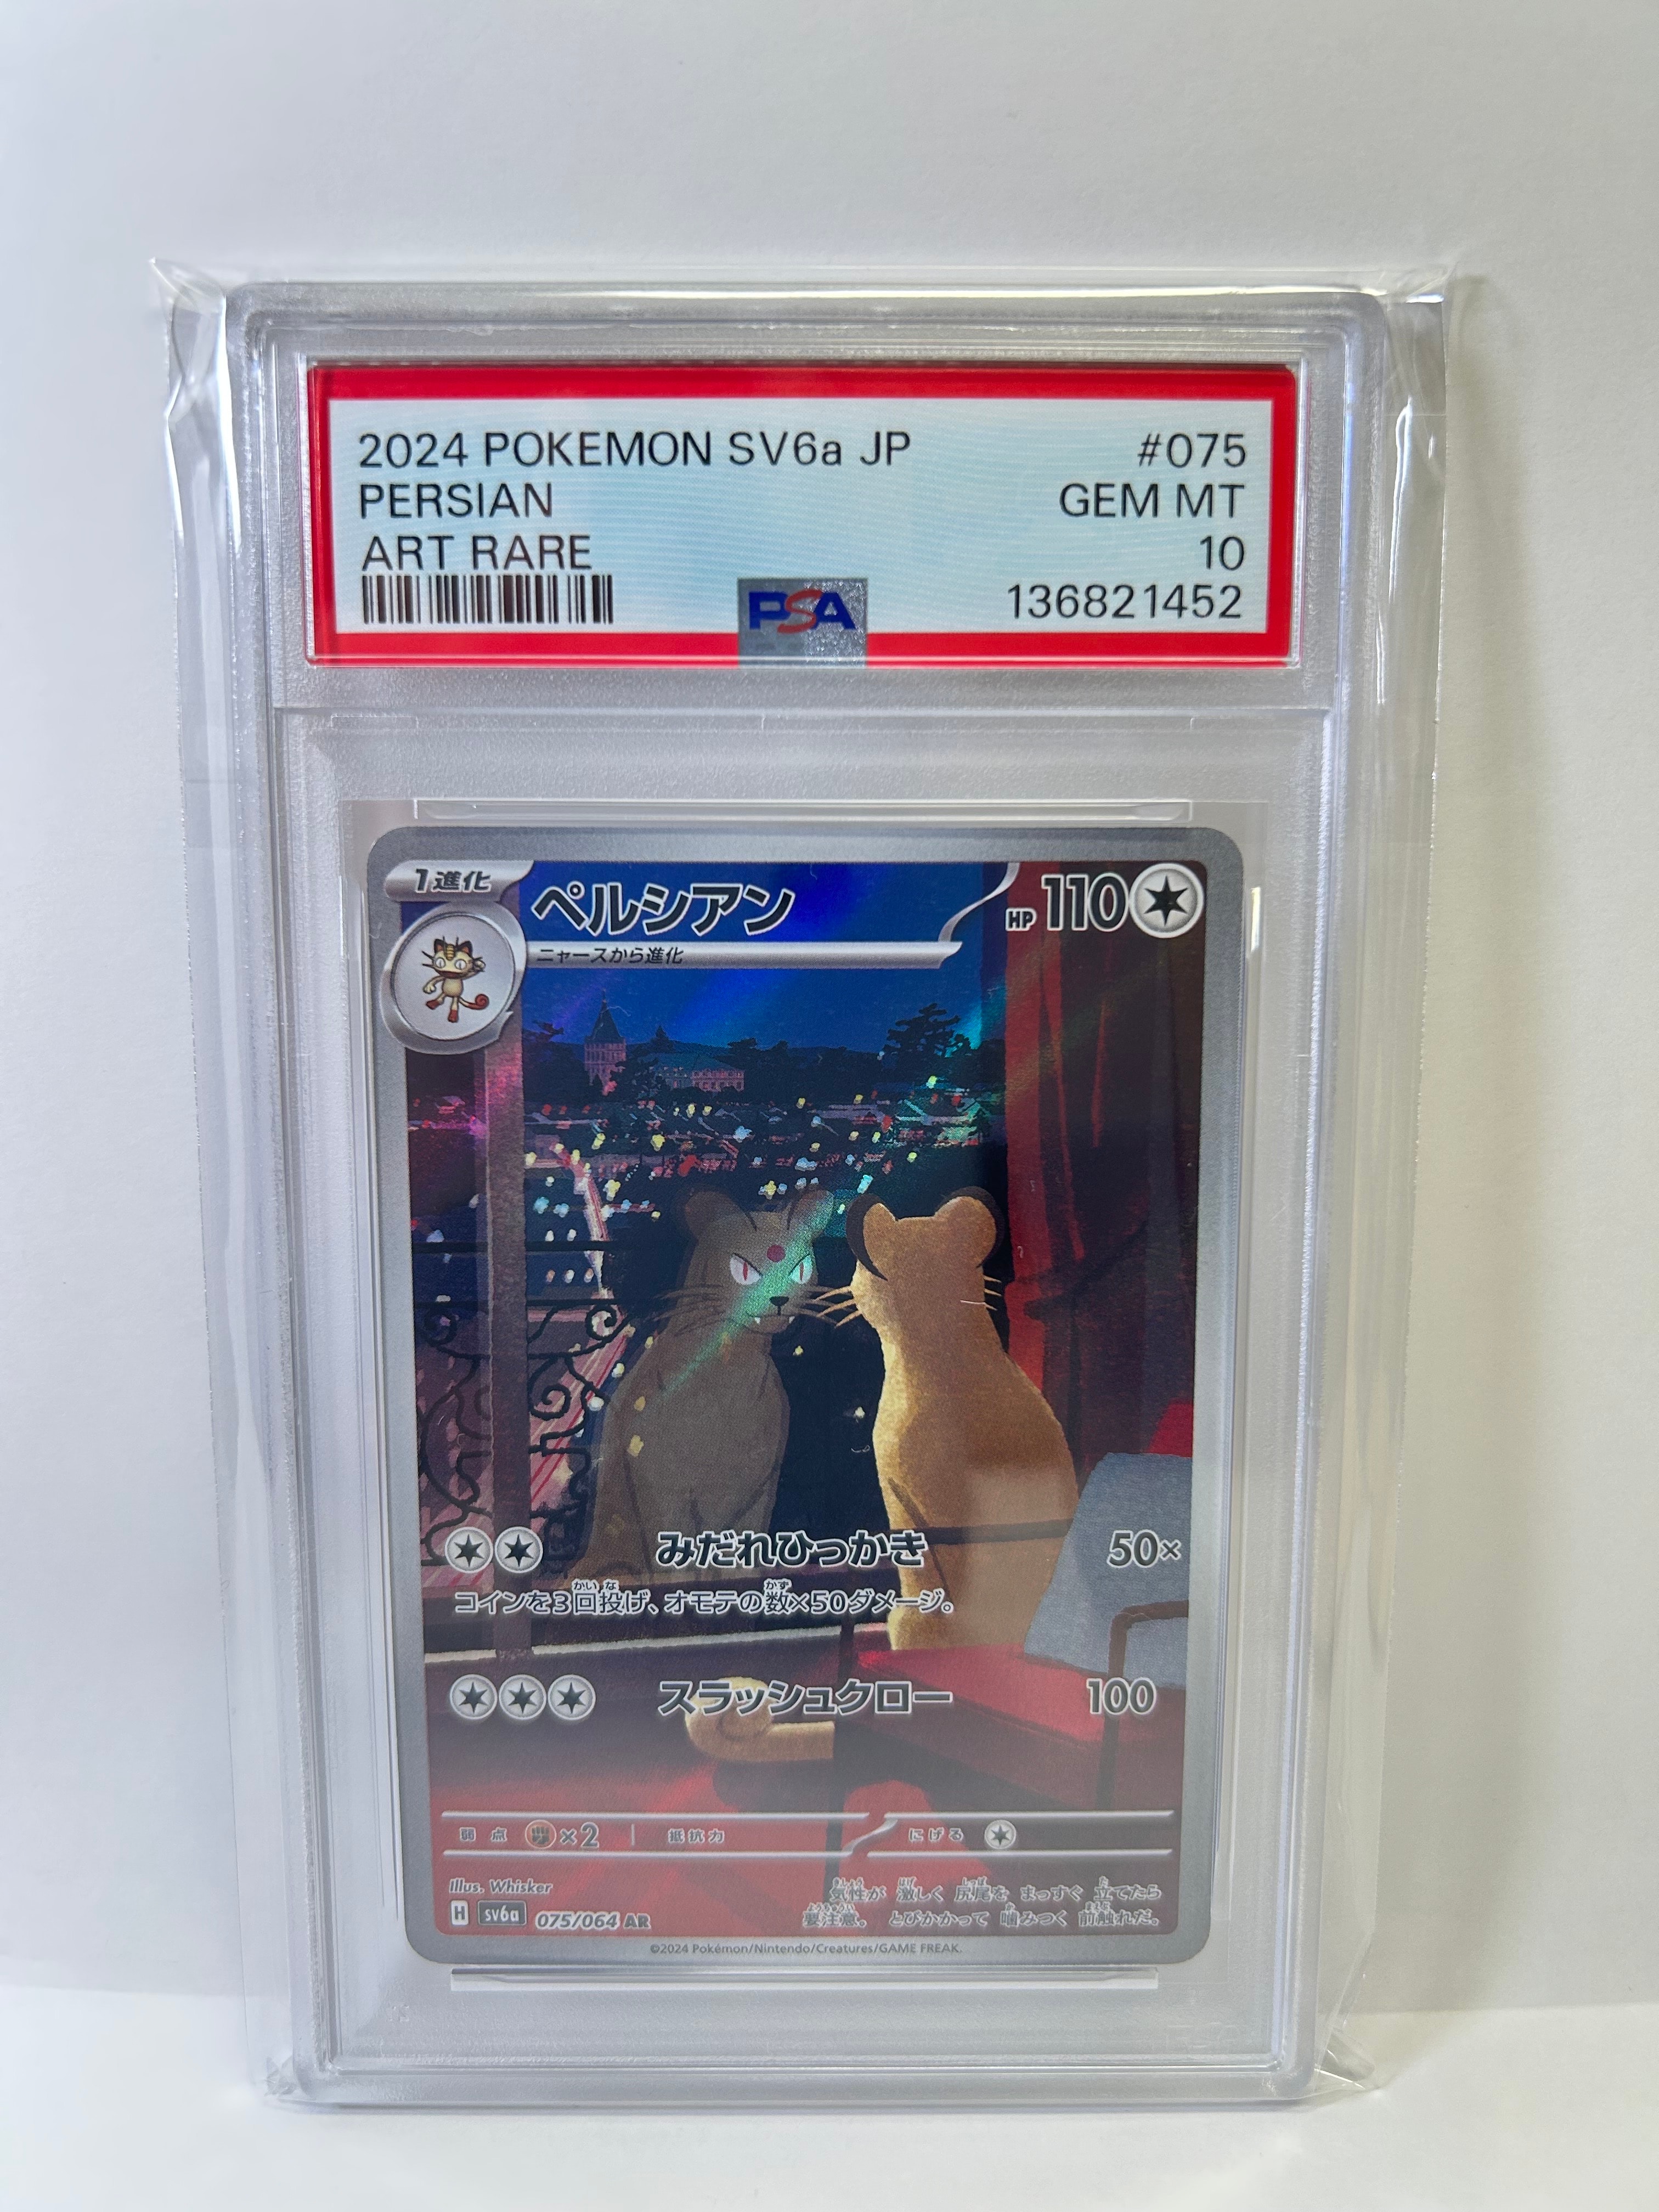 2024 POKEMON SV6a JP #075
PERSIAN GEM MT
ART RARE 10
PSA 136821452
1進化 ペルシアン HP 110
ニャースから進化
みだれひっかき 50×
コインを3回投げ、オモテの数×50ダメージ。
スラッシュクロー 100
弱点 ×2 抵抗力 にげる
Illus. Whisker
気性が 激しく 尻尾を まっすぐ 立てたら
要注意。 とびかかって 噛みつく 前触れだ。
H sv6a 075/064 AR
©2024 Pokémon/Nintendo/Creatures/GAME FREAK.